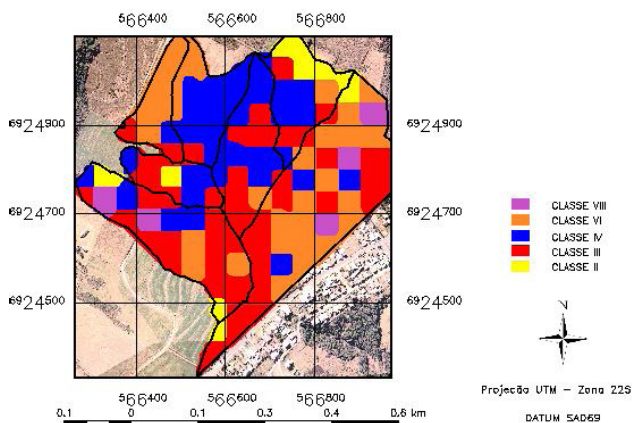 566400 566600 566800
6924900 6924900
6924700 6924700
6924500 6924500
CLASSE VIII
CLASSE VI
CLASSE IV
CLASSE III
CLASSE II
N
566400 566600 566800
0.1 0 0.1 0.3 0.4 0.6 km
Projecão UTM - Zona 22S
DATUM SAD69